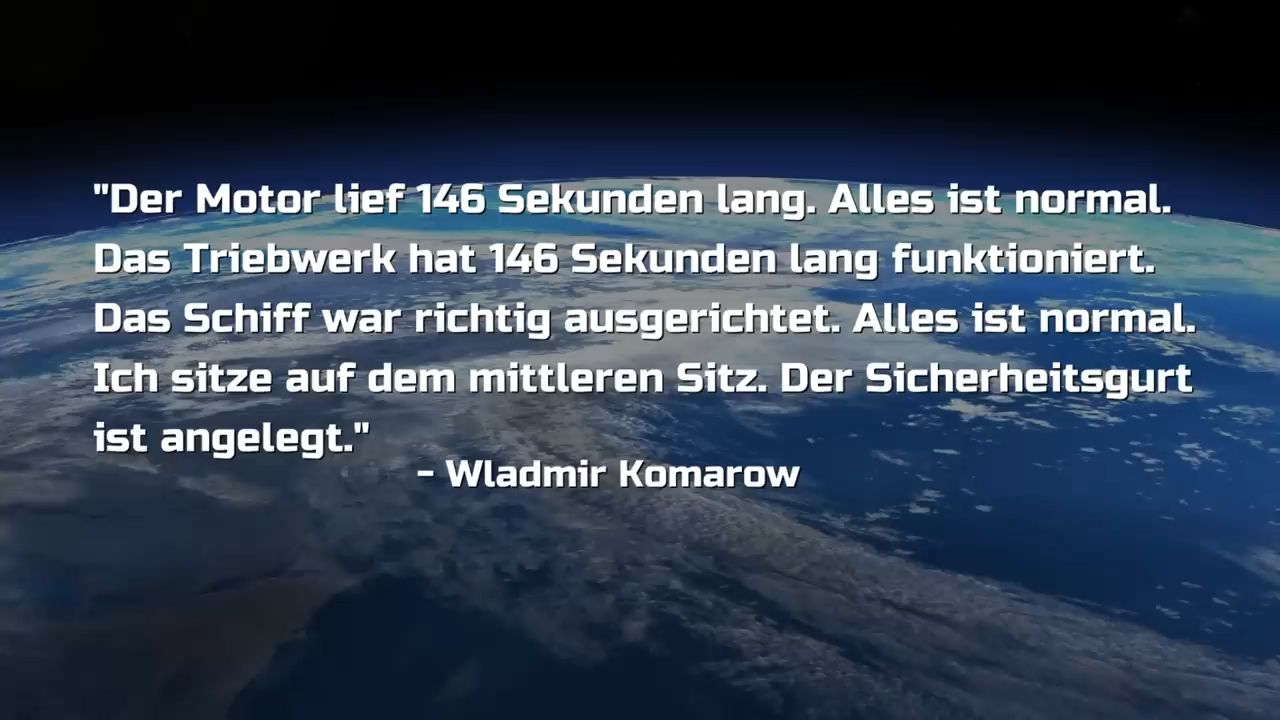 "Der Motor lief 146 Sekunden lang. Alles ist normal.
Das Triebwerk hat 146 Sekunden lang funktioniert.
Das Schiff war richtig ausgerichtet. Alles ist normal.
Ich sitze auf dem mittleren Sitz. Der Sicherheitsgurt
ist angelegt."
- Wladmir Komarow